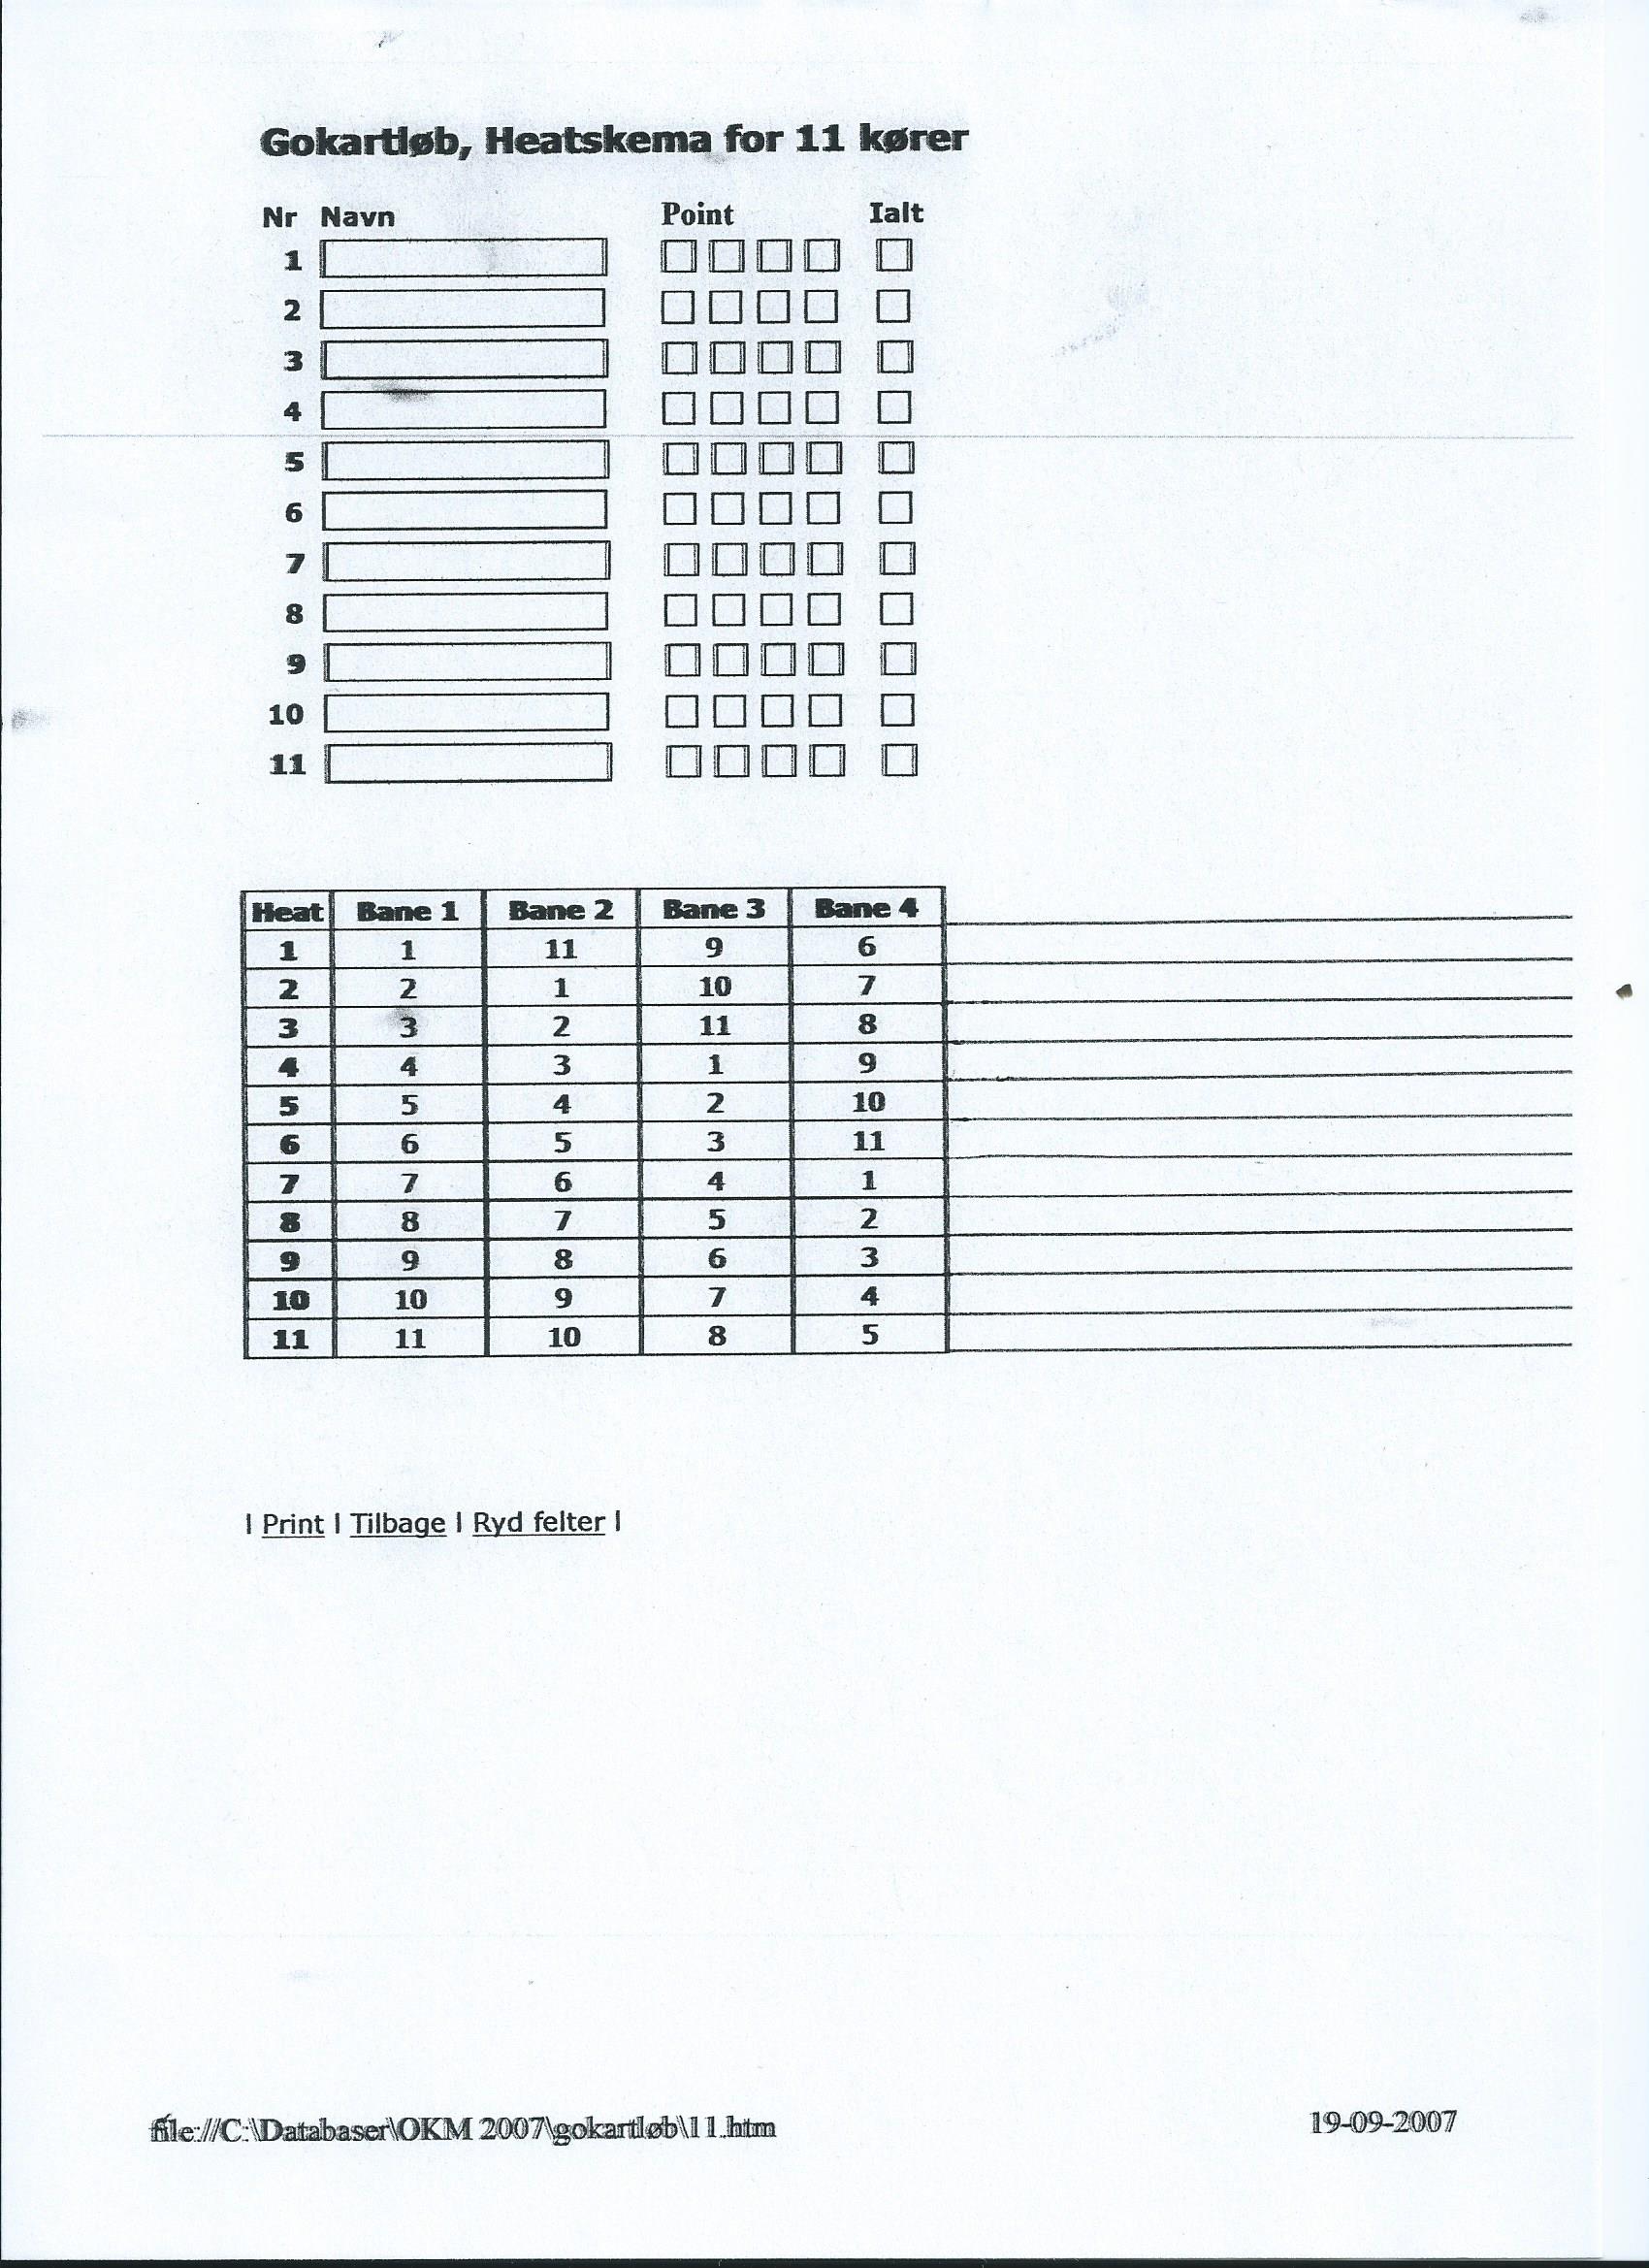 Gokartløb, Heatskema for 11 kører
Nr Navn Point Ialt
1
2
3
4
5
6
7
8
9
10
11
Heat Bane 1 Bane 2 Bane 3 Bane 4
1 1 11 9 6
2 2 1 10 7
3 3 2 11 8
4 4 3 1 9
5 5 4 2 10
6 6 5 3 11
7 7 6 4 1
8 8 7 5 2
9 9 8 6 3
10 10 9 7 4
11 11 10 8 5
| Print | Tilbage | Ryd felter |
file://C:\Databaser\OKM 2007\gokartløb\11.htm 19-09-2007